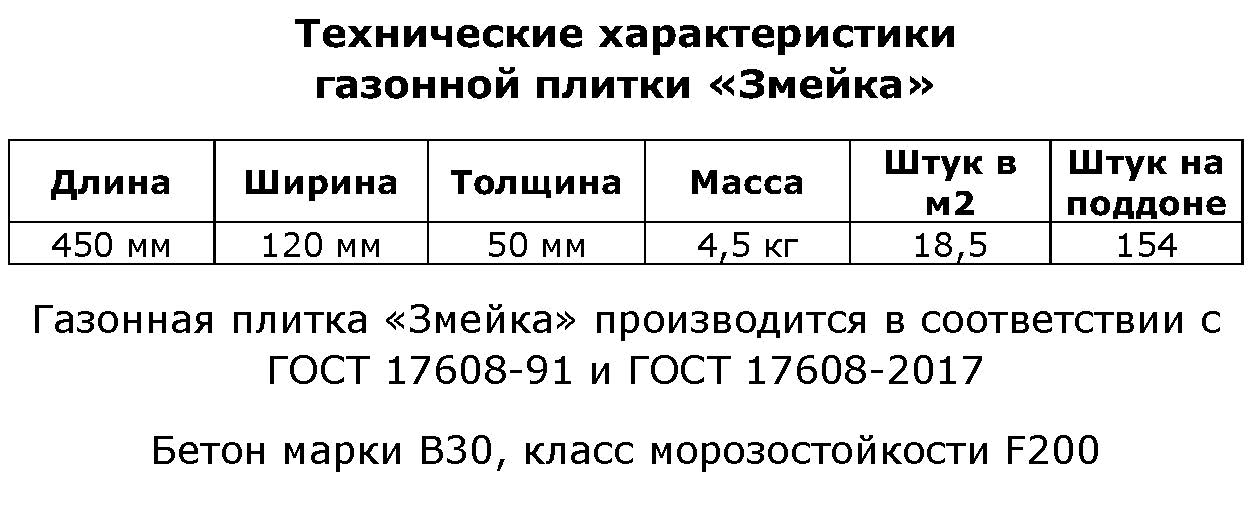 Технические характеристики
газонной плитки «Змейка»
Длина Ширина Толщина Масса Штук в м2 Штук на поддоне
450 мм 120 мм 50 мм 4,5 кг 18,5 154
Газонная плитка «Змейка» производится в соответствии с
ГОСТ 17608-91 и ГОСТ 17608-2017
Бетон марки В30, класс морозостойкости F200